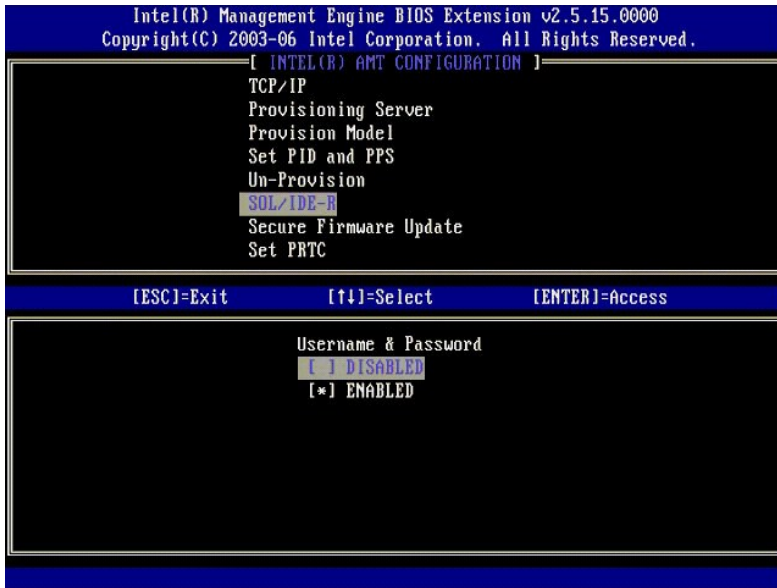 Intel(R) Management Engine BIOS Extension v2.5.15.0000
Copyright(C) 2003-06 Intel Corporation. All Rights Reserved.
[ INTEL(R) AMT CONFIGURATION ]
TCP/IP
Provisioning Server
Provision Model
Set PID and PPS
Un-Provision
SOL/IDE-R
Secure Firmware Update
Set PRTC
[ESC]=Exit [↑↓]=Select [ENTER]=Access
Username & Password
[ ] DISABLED
[*] ENABLED